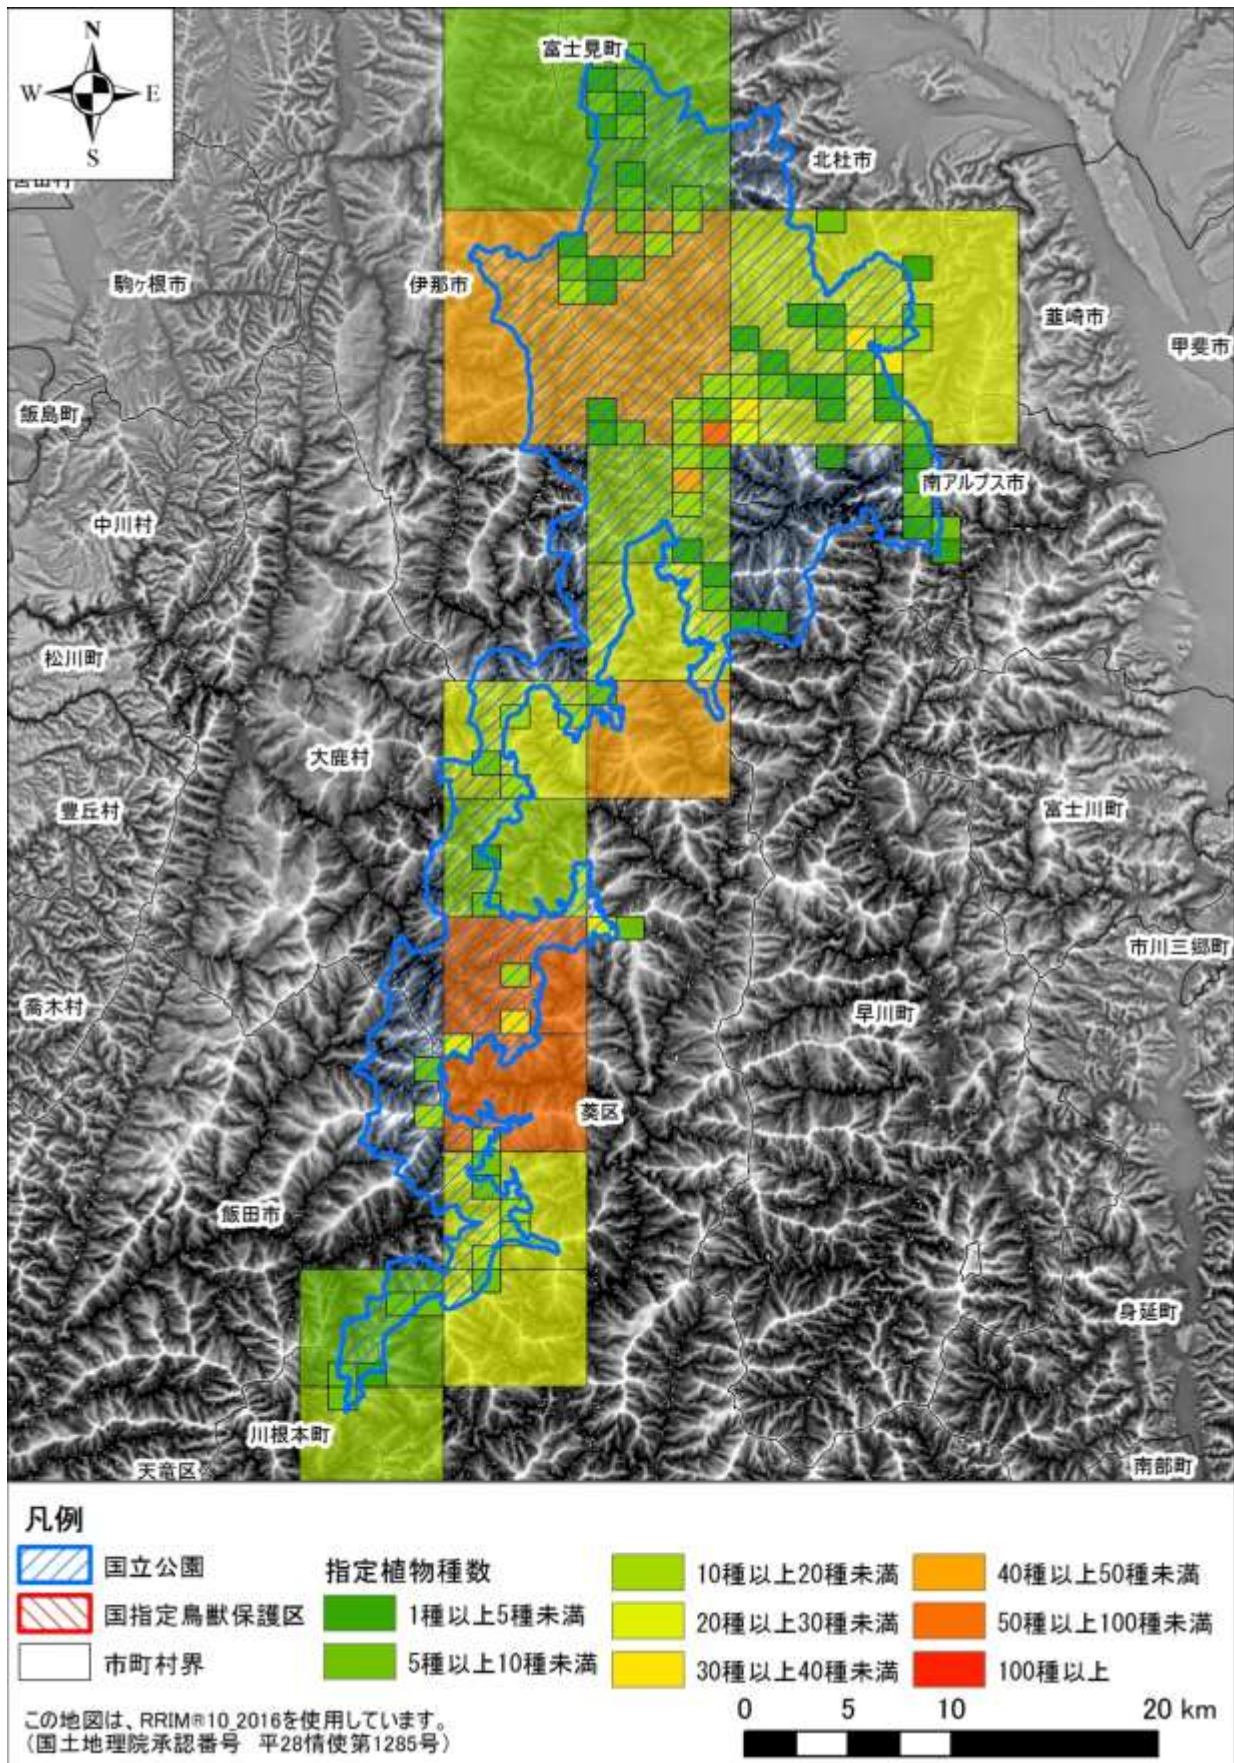 N
W E
S
富士見町
北杜市
駒ヶ根市
伊那市
韮崎市
甲斐市
飯島町
南アルプス市
中川村
松川町
大鹿村
豊丘村
富士川町
市川三郷町
喬木村
早川町
葵区
飯田市
身延町
川根本町
天竜区
南部町
凡例
国立公園
国指定鳥獣保護区
市町村界
指定植物種数
1種以上5種未満
5種以上10種未満
10種以上20種未満
20種以上30種未満
30種以上40種未満
40種以上50種未満
50種以上100種未満
100種以上
この地図は、RRIM®10_2016を使用しています。
（国土地理院承認番号 平28情使第1285号）
0 5 10 20 km